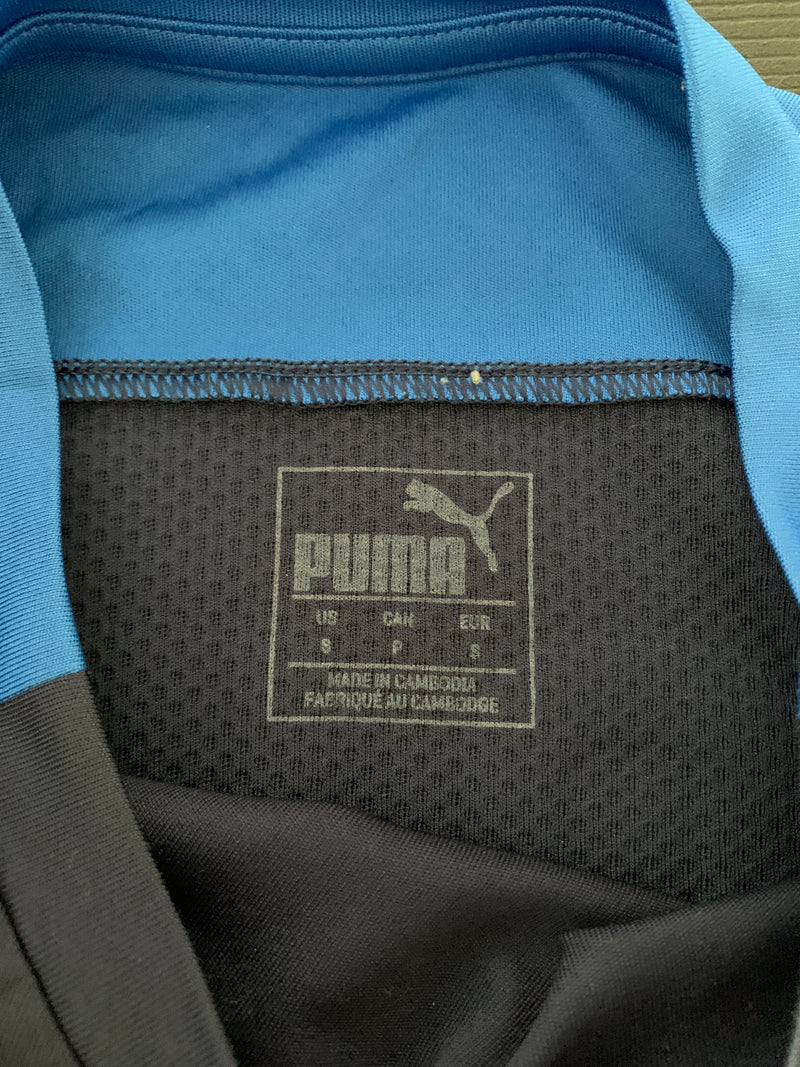 PUMA
US CAN EUR
S P S
MADE IN CAMBODIA
FABRIQUÉ AU CAMBODGE